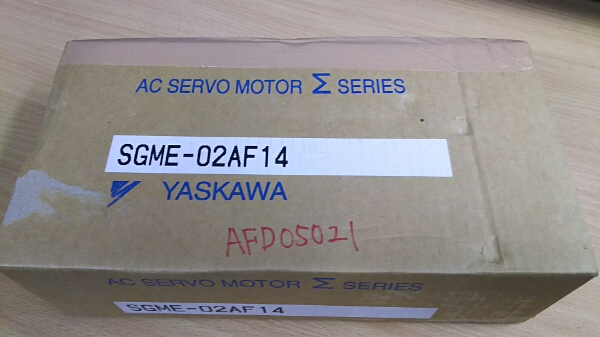 AC SERVO MOTOR Σ SERIES
SGME-02AF14
YASKAWA
AFD05021
AC SERVO MOTOR Σ SERIES
SGME-02AF14